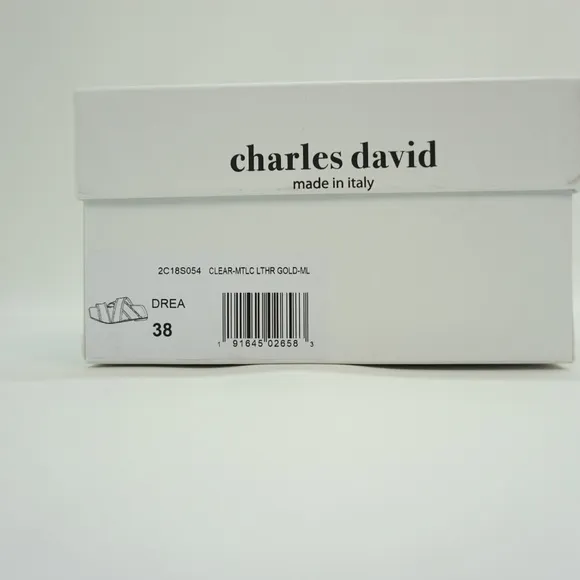 charles david
made in italy
2C18S054 CLEAR-MTLC LTHR GOLD-ML
DREA
38
1 91645 02658 3